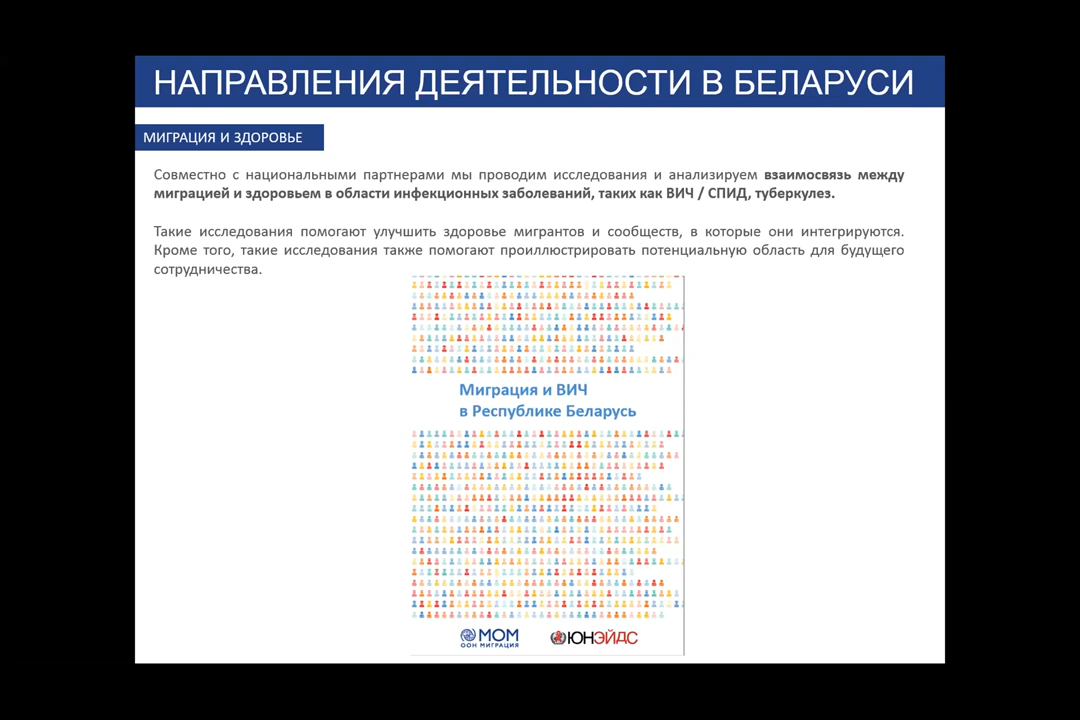 НАПРАВЛЕНИЯ ДЕЯТЕЛЬНОСТИ В БЕЛАРУСИ
МИГРАЦИЯ И ЗДОРОВЬЕ
Совместно с национальными партнерами мы проводим исследования и анализируем взаимосвязь между
миграцией и здоровьем в области инфекционных заболеваний, таких как ВИЧ / СПИД, туберкулез.
Такие исследования помогают улучшить здоровье мигрантов и сообществ, в которые они интегрируются.
Кроме того, такие исследования также помогают проиллюстрировать потенциальную область для будущего
сотрудничества.
Миграция и ВИЧ
в Республике Беларусь
МОМ
ООН МИГРАЦИЯ
ЮНЭЙДС